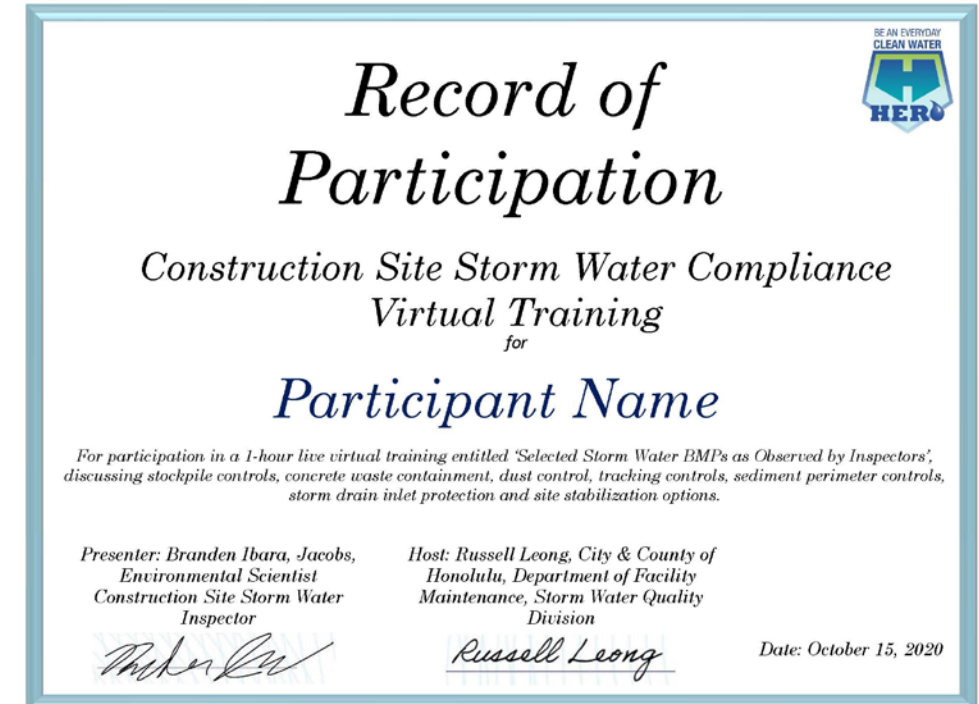 BE AN EVERYDAY
CLEAN WATER
H
HERO
Record of
Participation
Construction Site Storm Water Compliance
Virtual Training
for
Participant Name
For participation in a 1-hour live virtual training entitled 'Selected Storm Water BMPs as Observed by Inspectors',
discussing stockpile controls, concrete waste containment, dust control, tracking controls, sediment perimeter controls,
storm drain inlet protection and site stabilization options.
Presenter: Branden Ibara, Jacobs,
Environmental Scientist
Construction Site Storm Water
Inspector
Host: Russell Leong, City & County of
Honolulu, Department of Facility
Maintenance, Storm Water Quality
Division
Russell Leong
Date: October 15, 2020